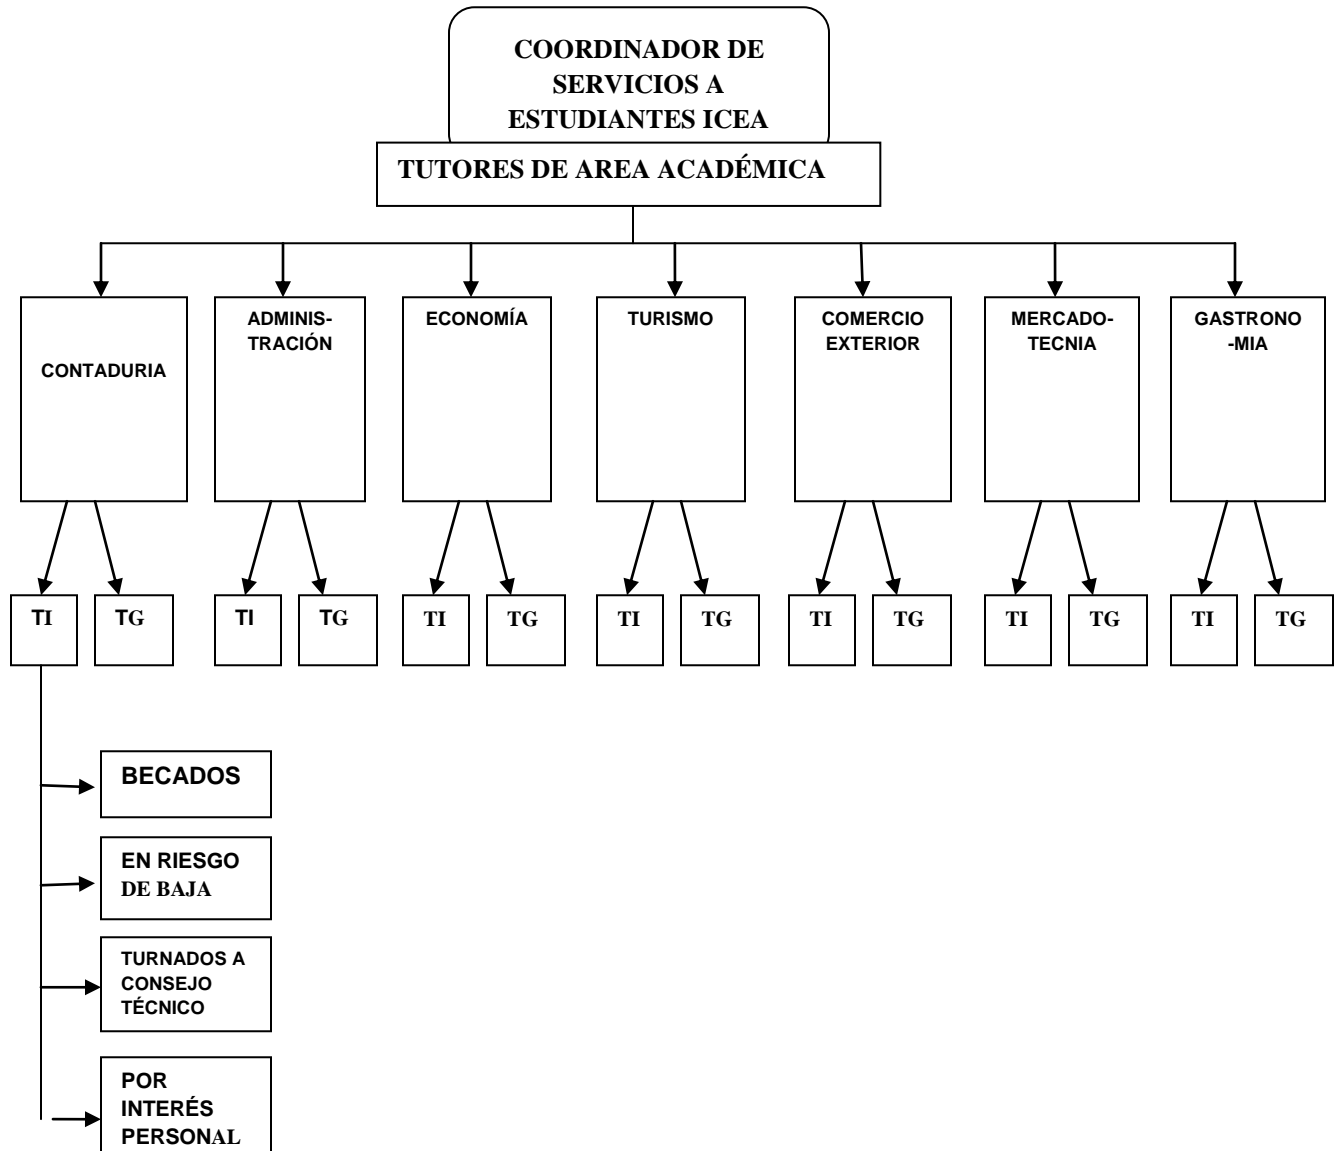 COORDINADOR DE
SERVICIOS A
ESTUDIANTES ICEA
TUTORES DE AREA ACADÉMICA
CONTADURIA
ADMINIS-
TRACIÓN
ECONOMÍA
TURISMO
COMERCIO
EXTERIOR
MERCADO-
TECNIA
GASTRONO
-MIA
TI
TG
TI
TG
TI
TG
TI
TG
TI
TG
TI
TG
TI
TG
BECADOS
EN RIESGO
DE BAJA
TURNADOS A
CONSEJO
TÉCNICO
POR
INTERÉS
PERSONAL